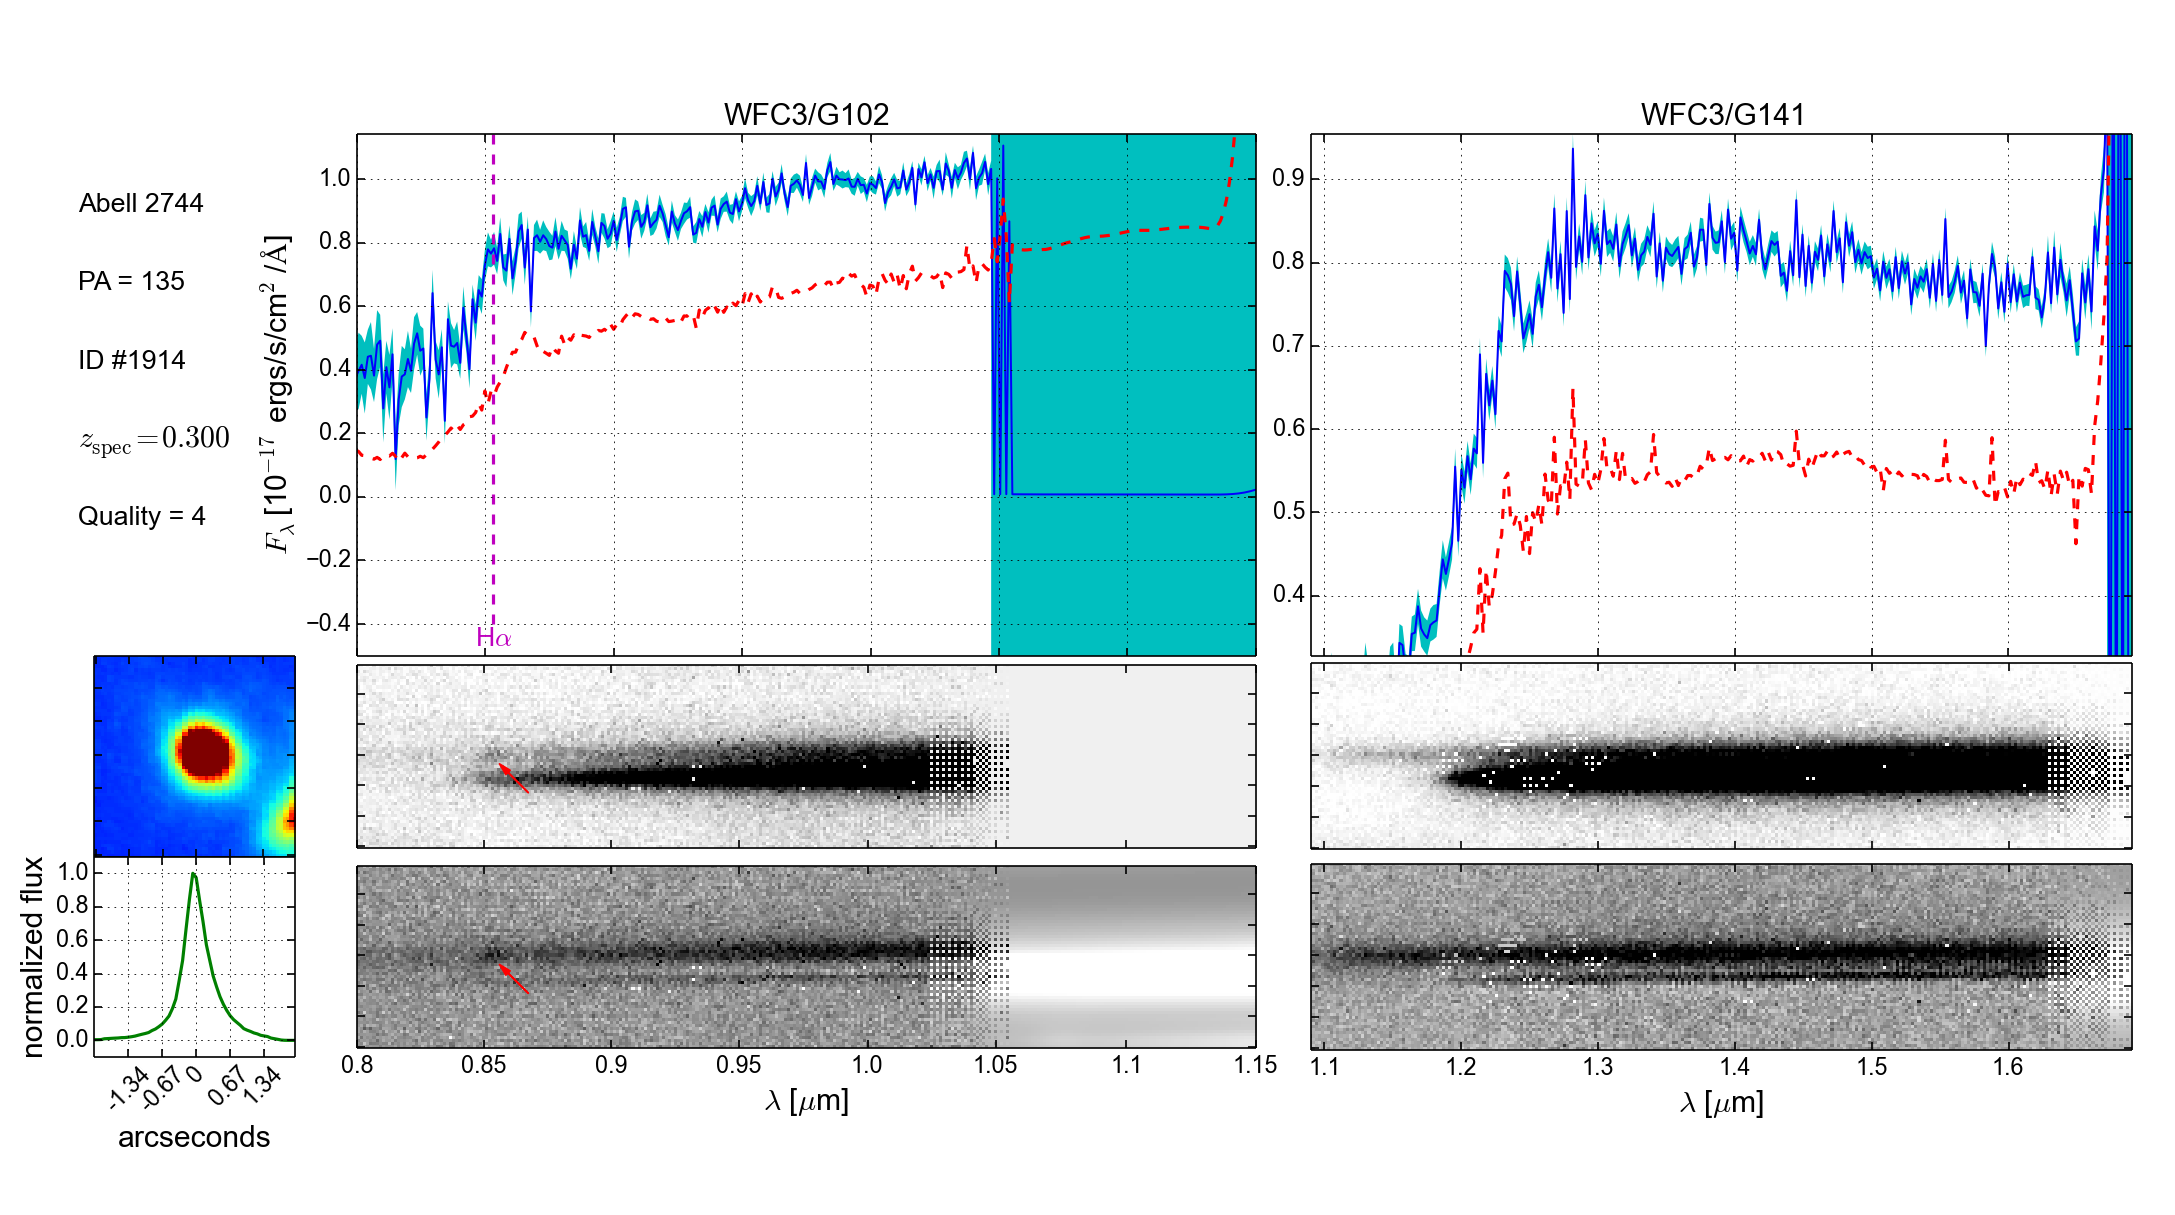 WFC3/G102
WFC3/G141
Abell 2744
PA = 135
ID #1914
z_spec = 0.300
Quality = 4
F_λ [10^−17 ergs/s/cm^2 /Å]
1.0
0.8
0.6
0.4
0.2
0.0
−0.2
−0.4
Hα
0.9
0.8
0.7
0.6
0.5
0.4
normalized flux
1.0
0.8
0.6
0.4
0.2
0.0
-1.34 -0.67 0 0.67 1.34
arcseconds
0.8 0.85 0.9 0.95 1.0 1.05 1.1 1.15
λ [μm]
1.1 1.2 1.3 1.4 1.5 1.6
λ [μm]